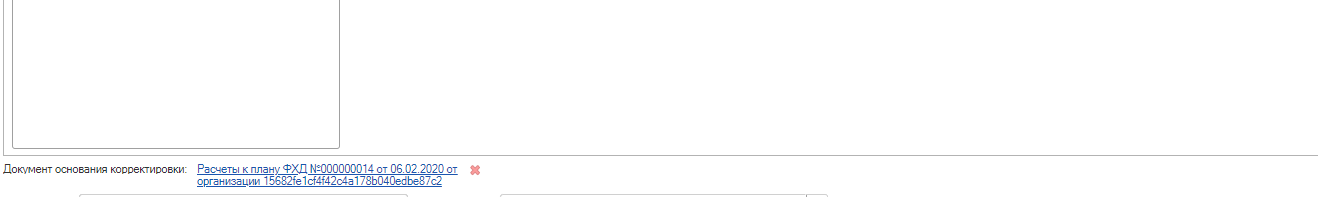 Документ основания корректировки: Расчеты к плану ФХД №000000014 от 06.02.2020 от
организации 15682fe1cf4f42c4a178b040edbe87c2